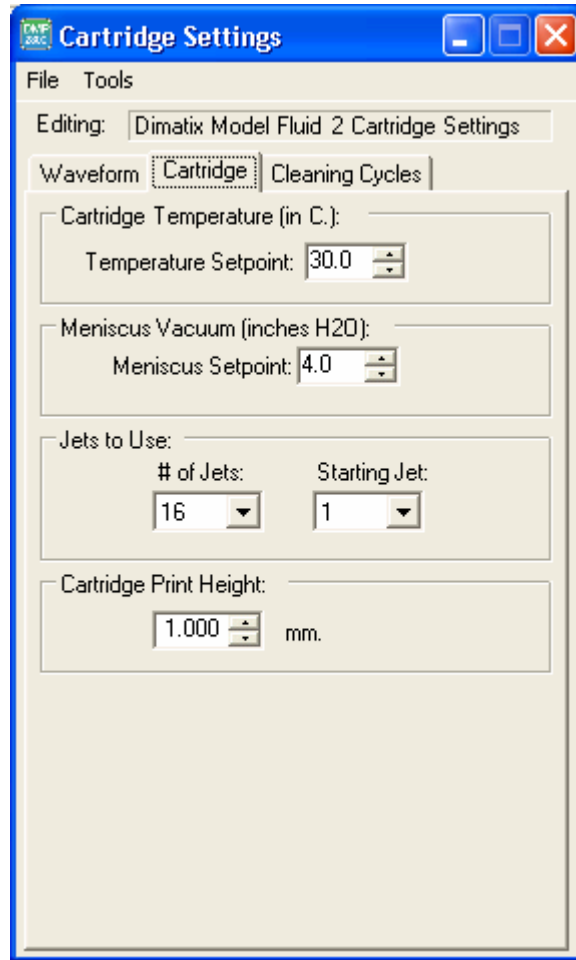 Cartridge Settings
File Tools
Editing: Dimatix Model Fluid 2 Cartridge Settings
Waveform Cartridge Cleaning Cycles
Cartridge Temperature (in C.):
Temperature Setpoint: 30.0
Meniscus Vacuum (inches H2O):
Meniscus Setpoint: 4.0
Jets to Use:
# of Jets: Starting Jet:
16 1
Cartridge Print Height:
1.000 mm.